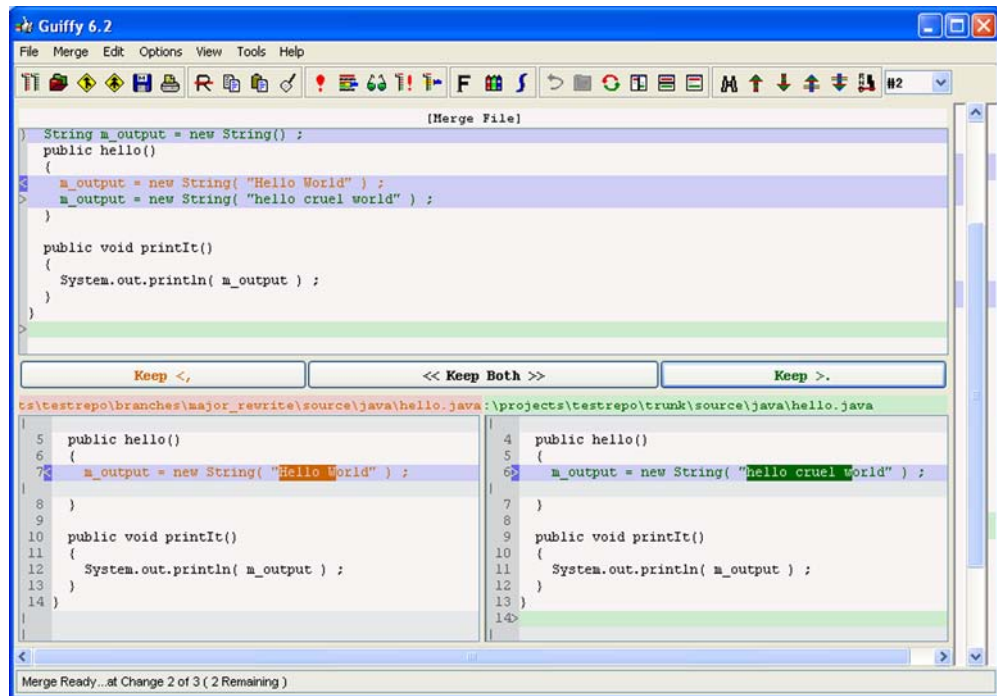 Guiffy 6.2
File Merge Edit Options View Tools Help
F #2
[Merge File]
) String m_output = new String() ;
public hello()
{
< m_output = new String( "Hello World" ) ;
> m_output = new String( "hello cruel world" ) ;
}
public void printIt()
{
System.out.println( m_output ) ;
}
}
>
Keep <, << Keep Both >> Keep >.
ts\testrepo\branches\major_rewrite\source\java\hello.java
5 public hello()
6 {
7< m_output = new String( "Hello World" ) ;
8 }
9
10 public void printIt()
11 {
12 System.out.println( m_output ) ;
13 }
14 }
:\projects\testrepo\trunk\source\java\hello.java
4 public hello()
5 {
6> m_output = new String( "hello cruel world" ) ;
7 }
8
9 public void printIt()
10 {
11 System.out.println( m_output ) ;
12 }
13 }
14>
Merge Ready...at Change 2 of 3 ( 2 Remaining )